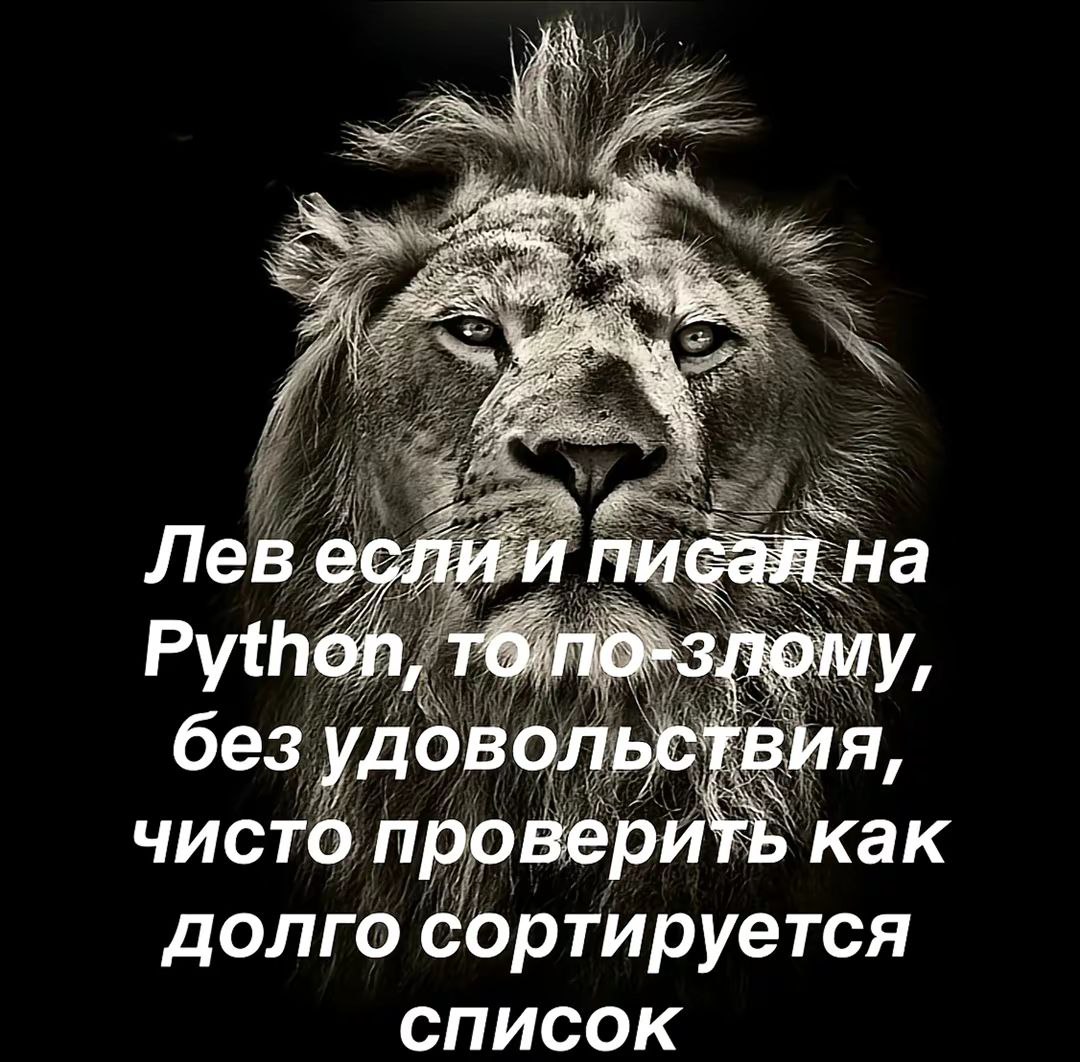 Лев если и писал на
Python, то по-злому,
без удовольствия,
чисто проверить как
долго сортируется
список